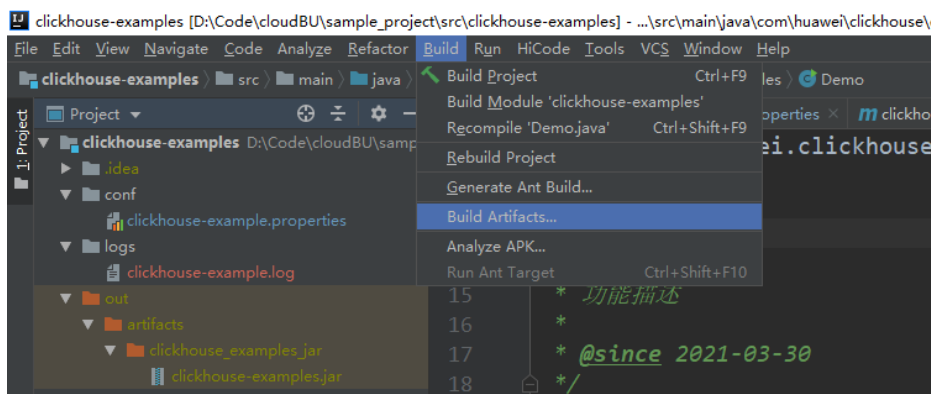 clickhouse-examples [D:\Code\cloudBU\sample_project\src\clickhouse-examples] - ...\src\main\java\com\huawei\clickhouse\
File Edit View Navigate Code Analyze Refactor Build Run HiCode Tools VCS Window Help
clickhouse-examples src main java les Demo
Build Project Ctrl+F9
Build Module 'clickhouse-examples'
Recompile 'Demo.java' Ctrl+Shift+F9
Rebuild Project
Generate Ant Build...
Build Artifacts...
Analyze APK...
Run Ant Target Ctrl+Shift+F10
1: Project
Project
clickhouse-examples D:\Code\cloudBU\samp
.idea
conf
clickhouse-example.properties
logs
clickhouse-example.log
out
artifacts
clickhouse_examples_jar
clickhouse-examples.jar
operties × m clickho
ei.clickhouse
15 * 功能描述
16 *
17 * @since 2021-03-30
18 */